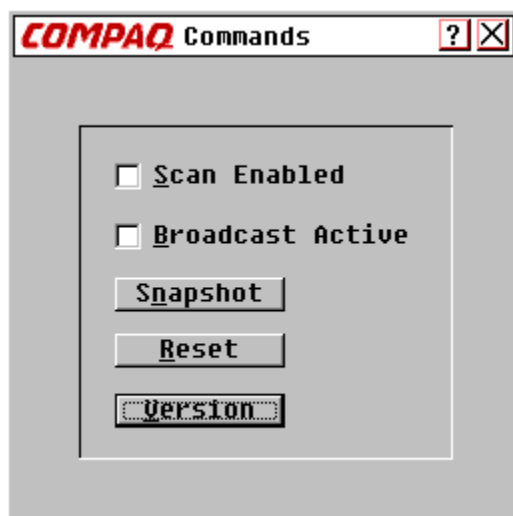 COMPAQ Commands ? X
Scan Enabled
Broadcast Active
Snapshot
Reset
Version